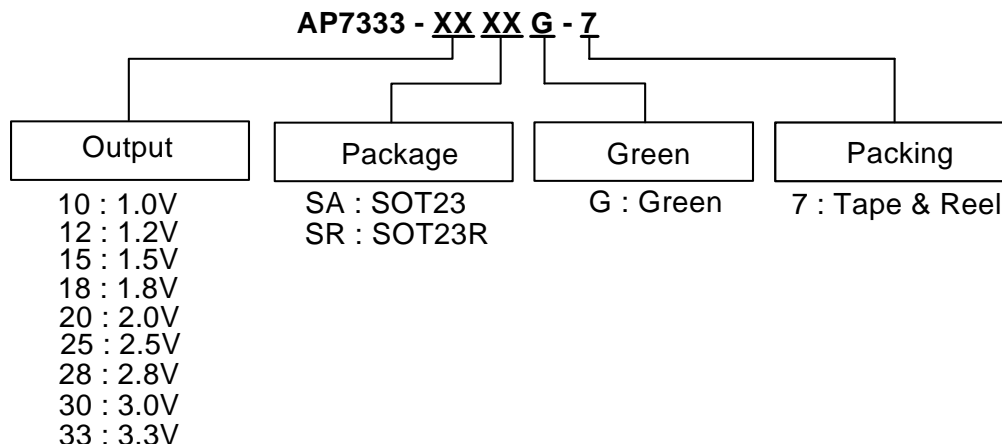 AP7333 - XX XX G - 7
Output
Package
Green
Packing
10 : 1.0V
12 : 1.2V
15 : 1.5V
18 : 1.8V
20 : 2.0V
25 : 2.5V
28 : 2.8V
30 : 3.0V
33 : 3.3V
SA : SOT23
SR : SOT23R
G : Green
7 : Tape & Reel